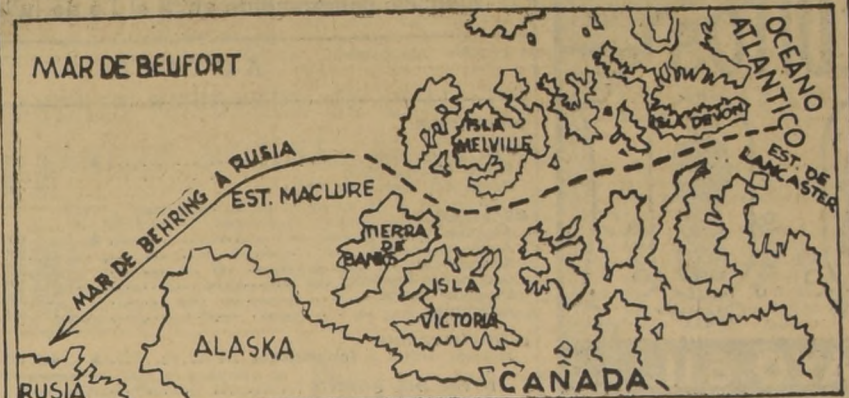 MAR DE BEUFORT
OCEANO
ATLANTICO
ISLA
MELVILLE
ISLA DEVON
EST. DE
LANCASTER
MAR DE BEHRING A RUSIA
EST. MACLURE
TIERRA
DE
BANKS
ISLA
VICTORIA
ALASKA
CAÑADA
RUSIA